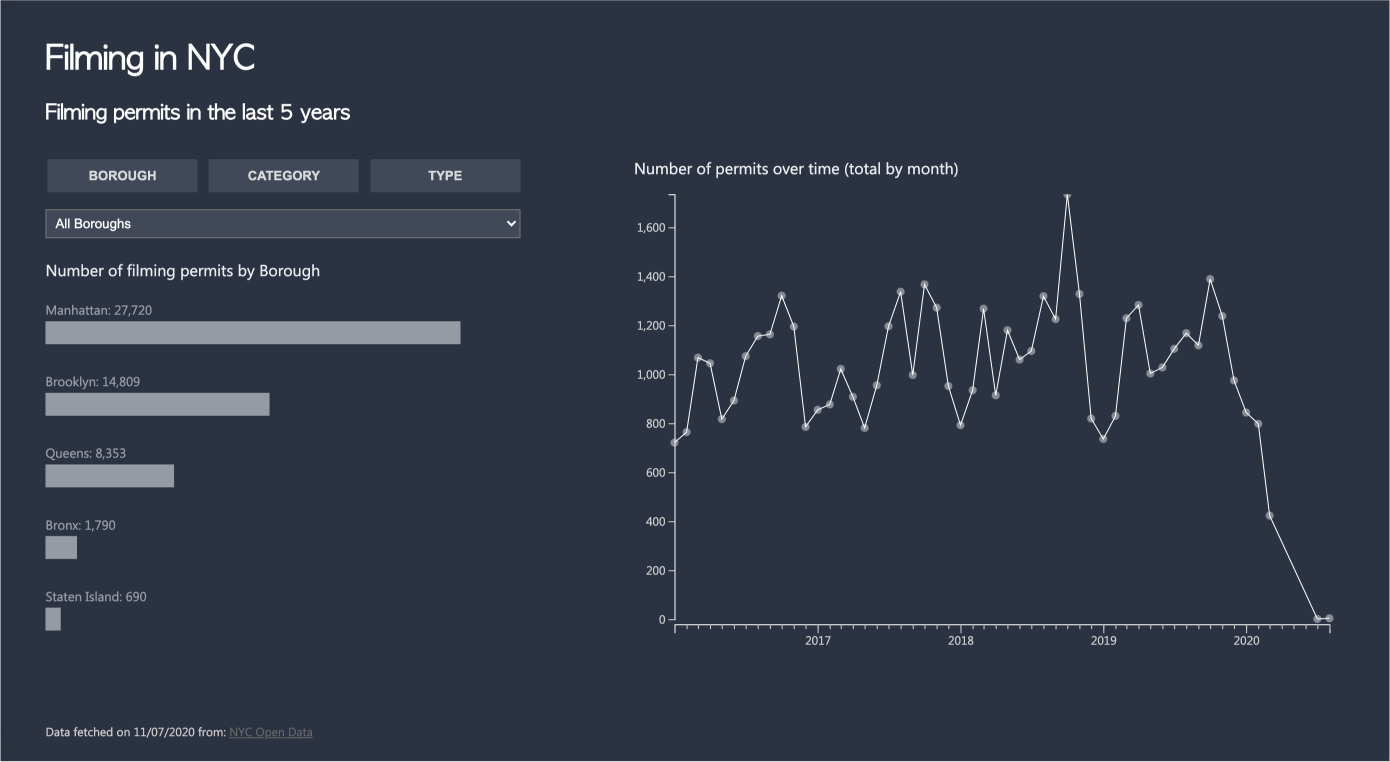 Filming in NYC
Filming permits in the last 5 years
BOROUGH CATEGORY TYPE
All Boroughs
Number of filming permits by Borough
Manhattan: 27,720
Brooklyn: 14,809
Queens: 8,353
Bronx: 1,790
Staten Island: 690
Number of permits over time (total by month)
1,600
1,400
1,200
1,000
800
600
400
200
0
2017 2018 2019 2020
Data fetched on 11/07/2020 from: NYC Open Data